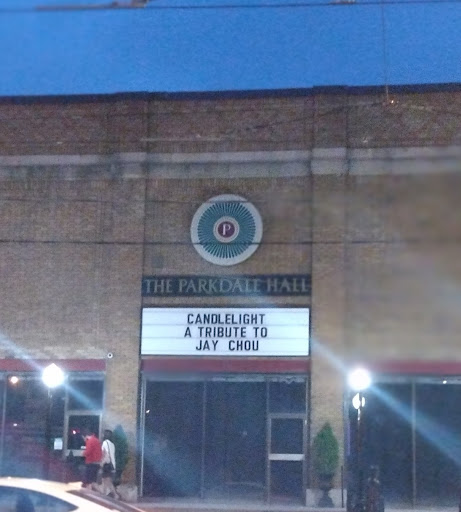 P
THE PARKDALE HALL
CANDLELIGHT
A TRIBUTE TO
JAY CHOU